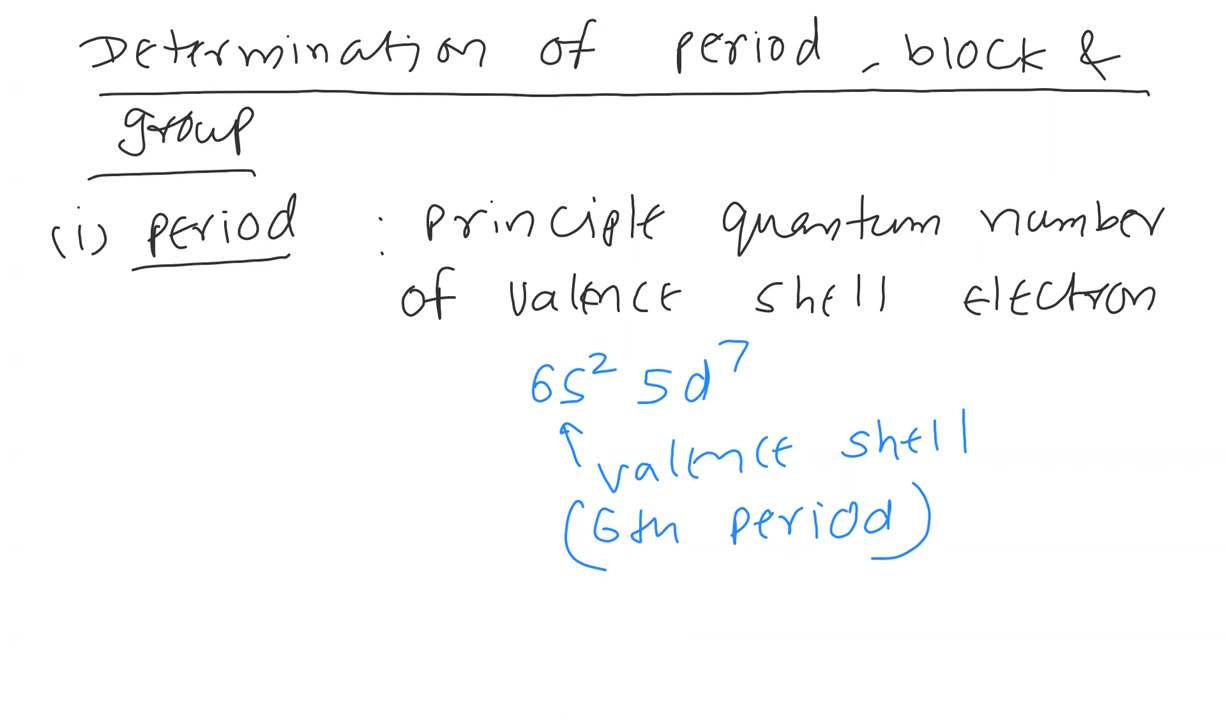 Determination of period, block &
group
(i) period : principle quantum number
of valence shell electron
6s² 5d⁷
↑ valence shell
(6th period)